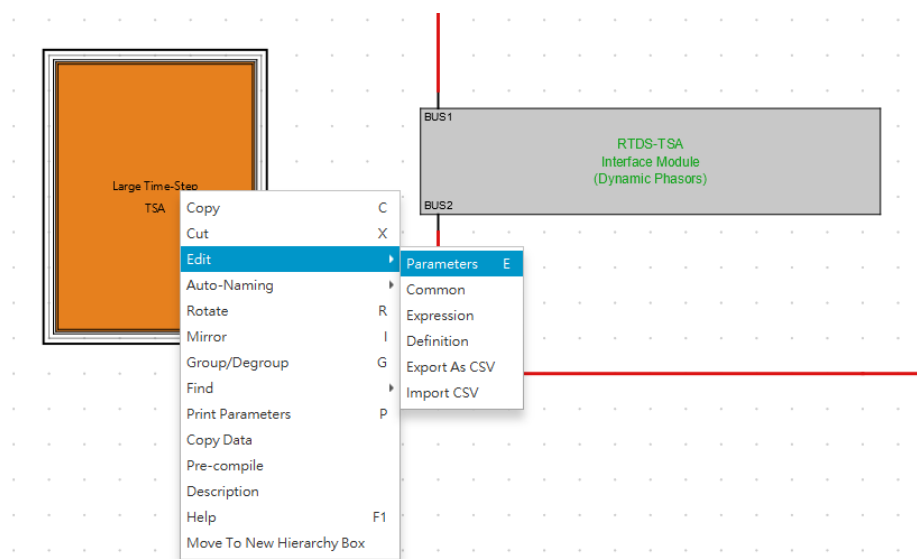 BUS1
RTDS-TSA
Interface Module
(Dynamic Phasors)
BUS2
Large Time-Step
TSA
Copy C
Cut X
Edit
Auto-Naming
Rotate R
Mirror I
Group/Degroup G
Find
Print Parameters P
Copy Data
Pre-compile
Description
Help F1
Move To New Hierarchy Box
Parameters E
Common
Expression
Definition
Export As CSV
Import CSV